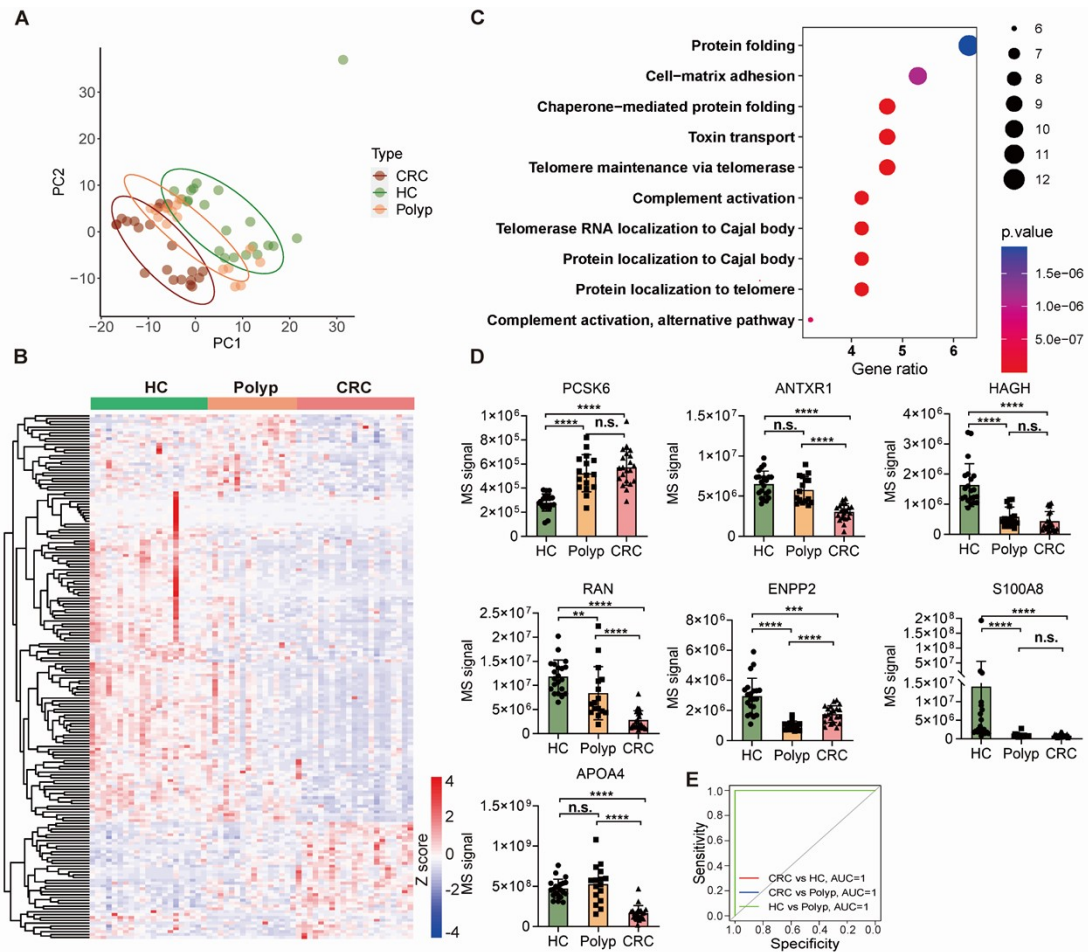 A
30
20
10
0
−10
PC2
−20
−10
0
10
20
30
PC1
Type
CRC
HC
Polyp
B
HC
Polyp
CRC
4
2
0
-2
-4
Z score
C
Protein folding
Cell−matrix adhesion
Chaperone−mediated protein folding
Toxin transport
Telomere maintenance via telomerase
Complement activation
Telomerase RNA localization to Cajal body
Protein localization to Cajal body
Protein localization to telomere
Complement activation, alternative pathway
4
5
6
Gene ratio
6
7
8
9
10
11
12
p.value
1.5e−06
1.0e−06
5.0e−07
D
PCSK6
MS signal
1×10⁶
8×10⁵
6×10⁵
4×10⁵
2×10⁵
0
****
**** n.s.
HC Polyp CRC
ANTXR1
MS signal
1.5×10⁷
1.0×10⁷
5.0×10⁶
0
****
n.s. ****
HC Polyp CRC
HAGH
MS signal
4×10⁶
3×10⁶
2×10⁶
1×10⁶
0
****
**** n.s.
HC Polyp CRC
RAN
MS signal
2.5×10⁷
2.0×10⁷
1.5×10⁷
1.0×10⁷
5.0×10⁶
0
****
** ****
HC Polyp CRC
ENPP2
MS signal
8×10⁶
6×10⁶
4×10⁶
2×10⁶
0
***
**** ****
HC Polyp CRC
S100A8
MS signal
2.0×10⁸
1.5×10⁸
1.0×10⁸
5.0×10⁷
1.5×10⁷
1.0×10⁷
5.0×10⁶
0
****
**** n.s.
HC Polyp CRC
APOA4
MS signal
1.5×10⁹
1.0×10⁹
5.0×10⁸
0
****
n.s. ****
HC Polyp CRC
E
Sensitivity
1.0
0.8
0.6
0.4
0.2
0.0
CRC vs HC, AUC=1
CRC vs Polyp, AUC=1
HC vs Polyp, AUC=1
1.0 0.8 0.6 0.4 0.2 0.0
Specificity